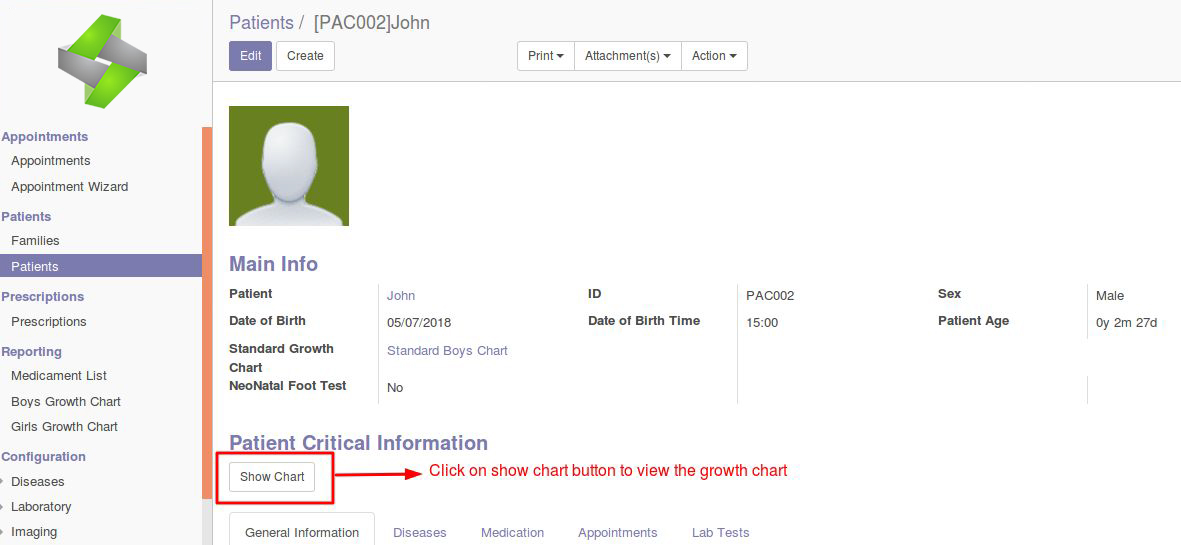 Patients / [PAC002]John
Edit Create Print Attachment(s) Action
Appointments
Appointments
Appointment Wizard
Patients
Families
Patients
Prescriptions
Prescriptions
Reporting
Medicament List
Boys Growth Chart
Girls Growth Chart
Configuration
Diseases
Laboratory
Imaging
Main Info
Patient John ID PAC002 Sex Male
Date of Birth 05/07/2018 Date of Birth Time 15:00 Patient Age 0y 2m 27d
Standard Growth Standard Boys Chart
Chart
NeoNatal Foot Test No
Patient Critical Information
Show Chart Click on show chart button to view the growth chart
General Information Diseases Medication Appointments Lab Tests